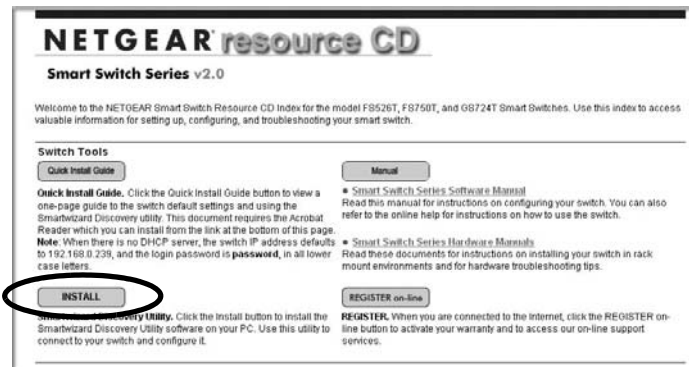 NETGEAR resource CD
Smart Switch Series v2.0
Welcome to the NETGEAR Smart Switch Resource CD Index for the model FS526T, FS750T, and GS724T Smart Switches. Use this index to access
valuable information for setting up, configuring, and troubleshooting your smart switch.
Switch Tools
Quick Install Guide
Quick Install Guide. Click the Quick Install Guide button to view a
one-page guide to the switch default settings and using the
Smartwizard Discovery utility. This document requires the Acrobat
Reader which you can install from the link at the bottom of this page.
Note: When there is no DHCP server, the switch IP address defaults
to 192.168.0.239, and the login password is password, in all lower
case letters.
INSTALL
Smartwizard Discovery Utility. Click the Install button to install the
Smartwizard Discovery Utility software on your PC. Use this utility to
connect to your switch and configure it.
Manual
Smart Switch Series Software Manual
Read this manual for instructions on configuring your switch. You can also
refer to the online help for instructions on how to use the switch.
Smart Switch Series Hardware Manuals
Read these documents for instructions on installing your switch in rack
mount environments and for hardware troubleshooting tips.
REGISTER on-line
REGISTER. When you are connected to the Internet, click the REGISTER on-
line button to activate your warranty and to access our on-line support
services.